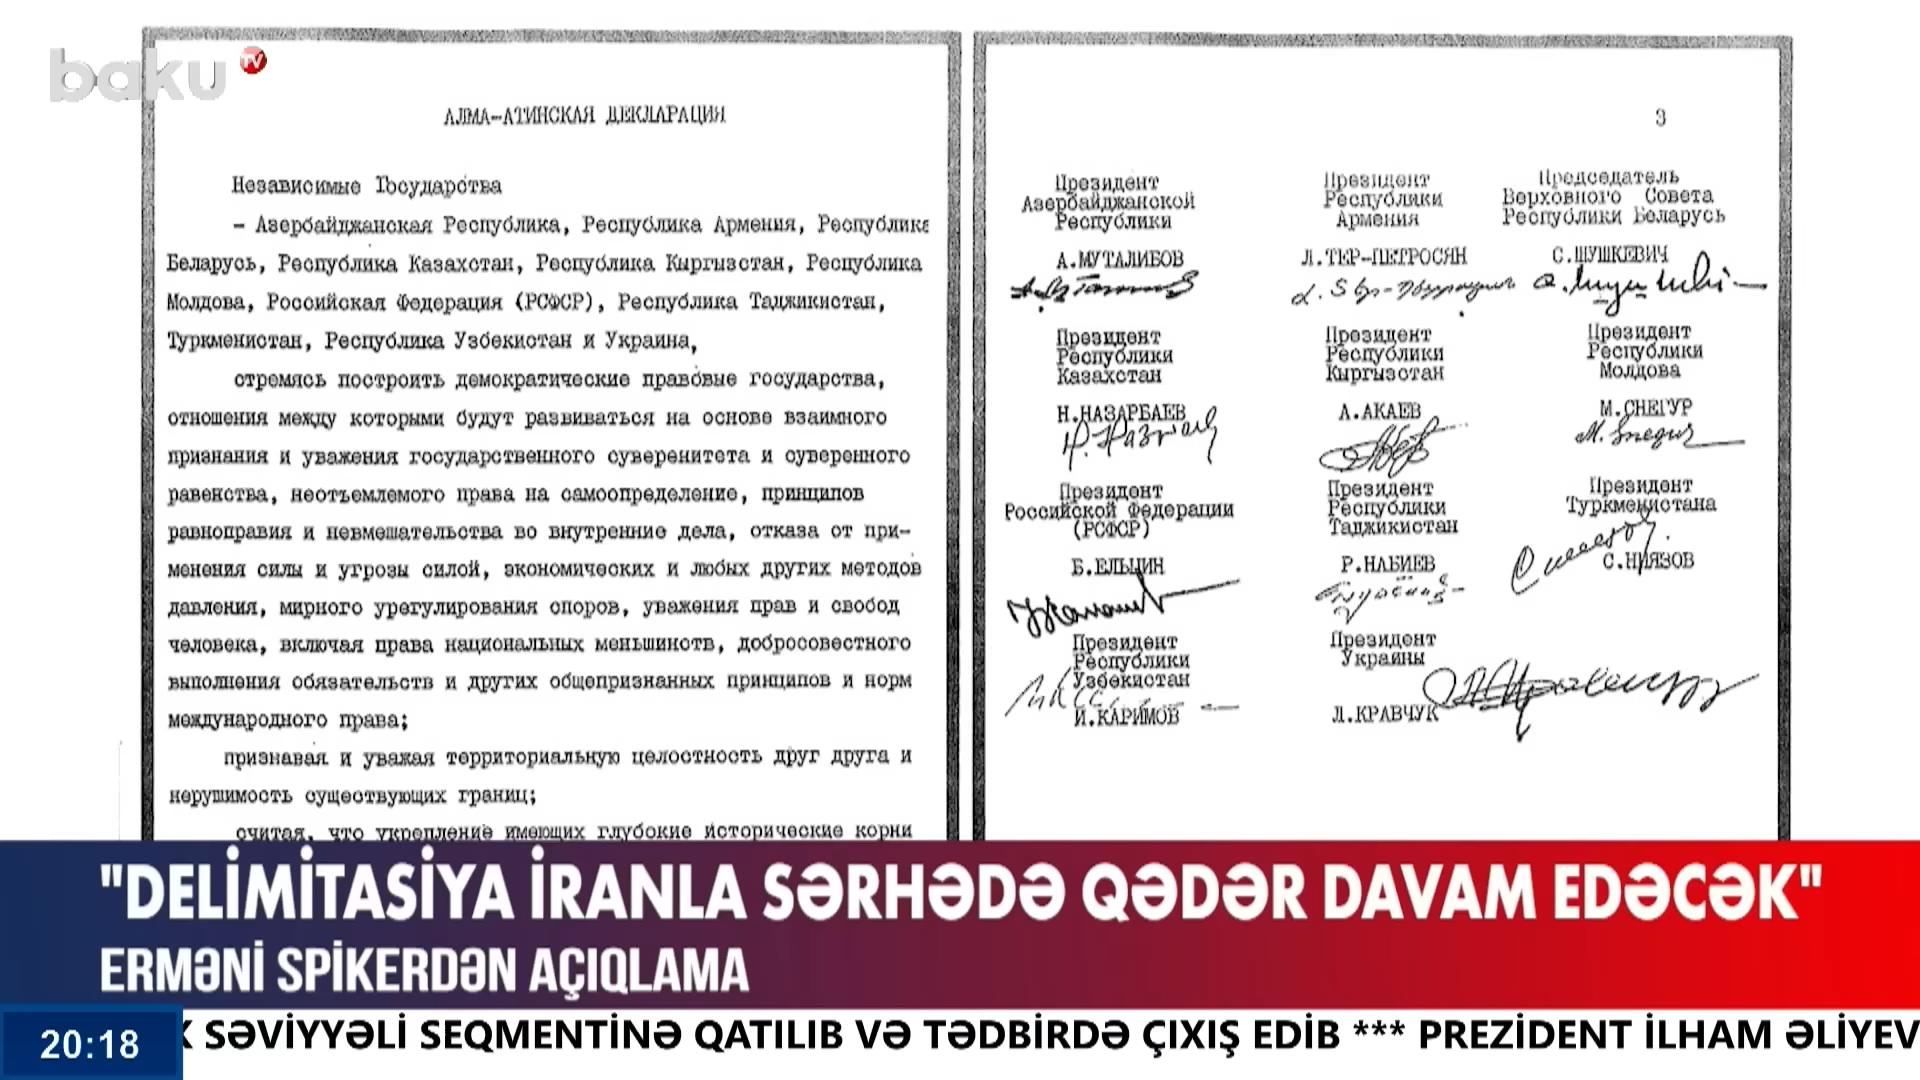 baku TV
АЛМА-АТИНСКАЯ ДЕКЛАРАЦИЯ
Независимые Государства
- Азербайджанская Республика, Республика Армения, Республика
Беларусь, Республика Казахстан, Республика Кыргызстан, Республика
Молдова, Российская Федерация (РСФСР), Республика Таджикистан,
Туркменистан, Республика Узбекистан и Украина,
стремясь построить демократические правовые государства,
отношения между которыми будут развиваться на основе взаимного
признания и уважения государственного суверенитета и суверенного
равенства, неотъемлемого права на самоопределение, принципов
равноправия и невмешательства во внутренние дела, отказа от при-
менения силы и угрозы силой, экономических и любых других методов
давления, мирного урегулирования споров, уважения прав и свобод
человека, включая права национальных меньшинств, добросовестного
выполнения обязательств и других общепризнанных принципов и норм
международного права;
признавая и уважая территориальную целостность друг друга и
нерушимость существующих границ;
считая, что укрепление имеющих глубокие исторические корни
3
Президент
Азербайджанской
Республики
А.МУТАЛИБОВ
Президент
Республики
Армения
Л.ТЕР-ПЕТРОСЯН
Председатель
Верховного Совета
Республики Беларусь
С.ШУШКЕВИЧ
Президент
Республики
Казахстан
Н.НАЗАРБАЕВ
Президент
Республики
Кыргызстан
А.АКАЕВ
Президент
Республики
Молдова
М.СНЕГУР
Президент
Российской Федерации
(РСФСР)
Б.ЕЛЬЦИН
Президент
Республики
Таджикистан
Р.НАБИЕВ
Президент
Туркменистана
С.НИЯЗОВ
Президент
Республики
Узбекистан
И.КАРИМОВ
Президент
Украины
Л.КРАВЧУК
"DELİMİTASİYA İRANLA SƏRHƏDƏ QƏDƏR DAVAM EDƏCƏK"
ERMƏNİ SPİKERDƏN AÇIQLAMA
20:18
K SƏVİYYƏLİ SEQMENTİNƏ QATILIB VƏ TƏDBİRDƏ ÇIXIŞ EDİB *** PREZİDENT İLHAM ƏLİYEV